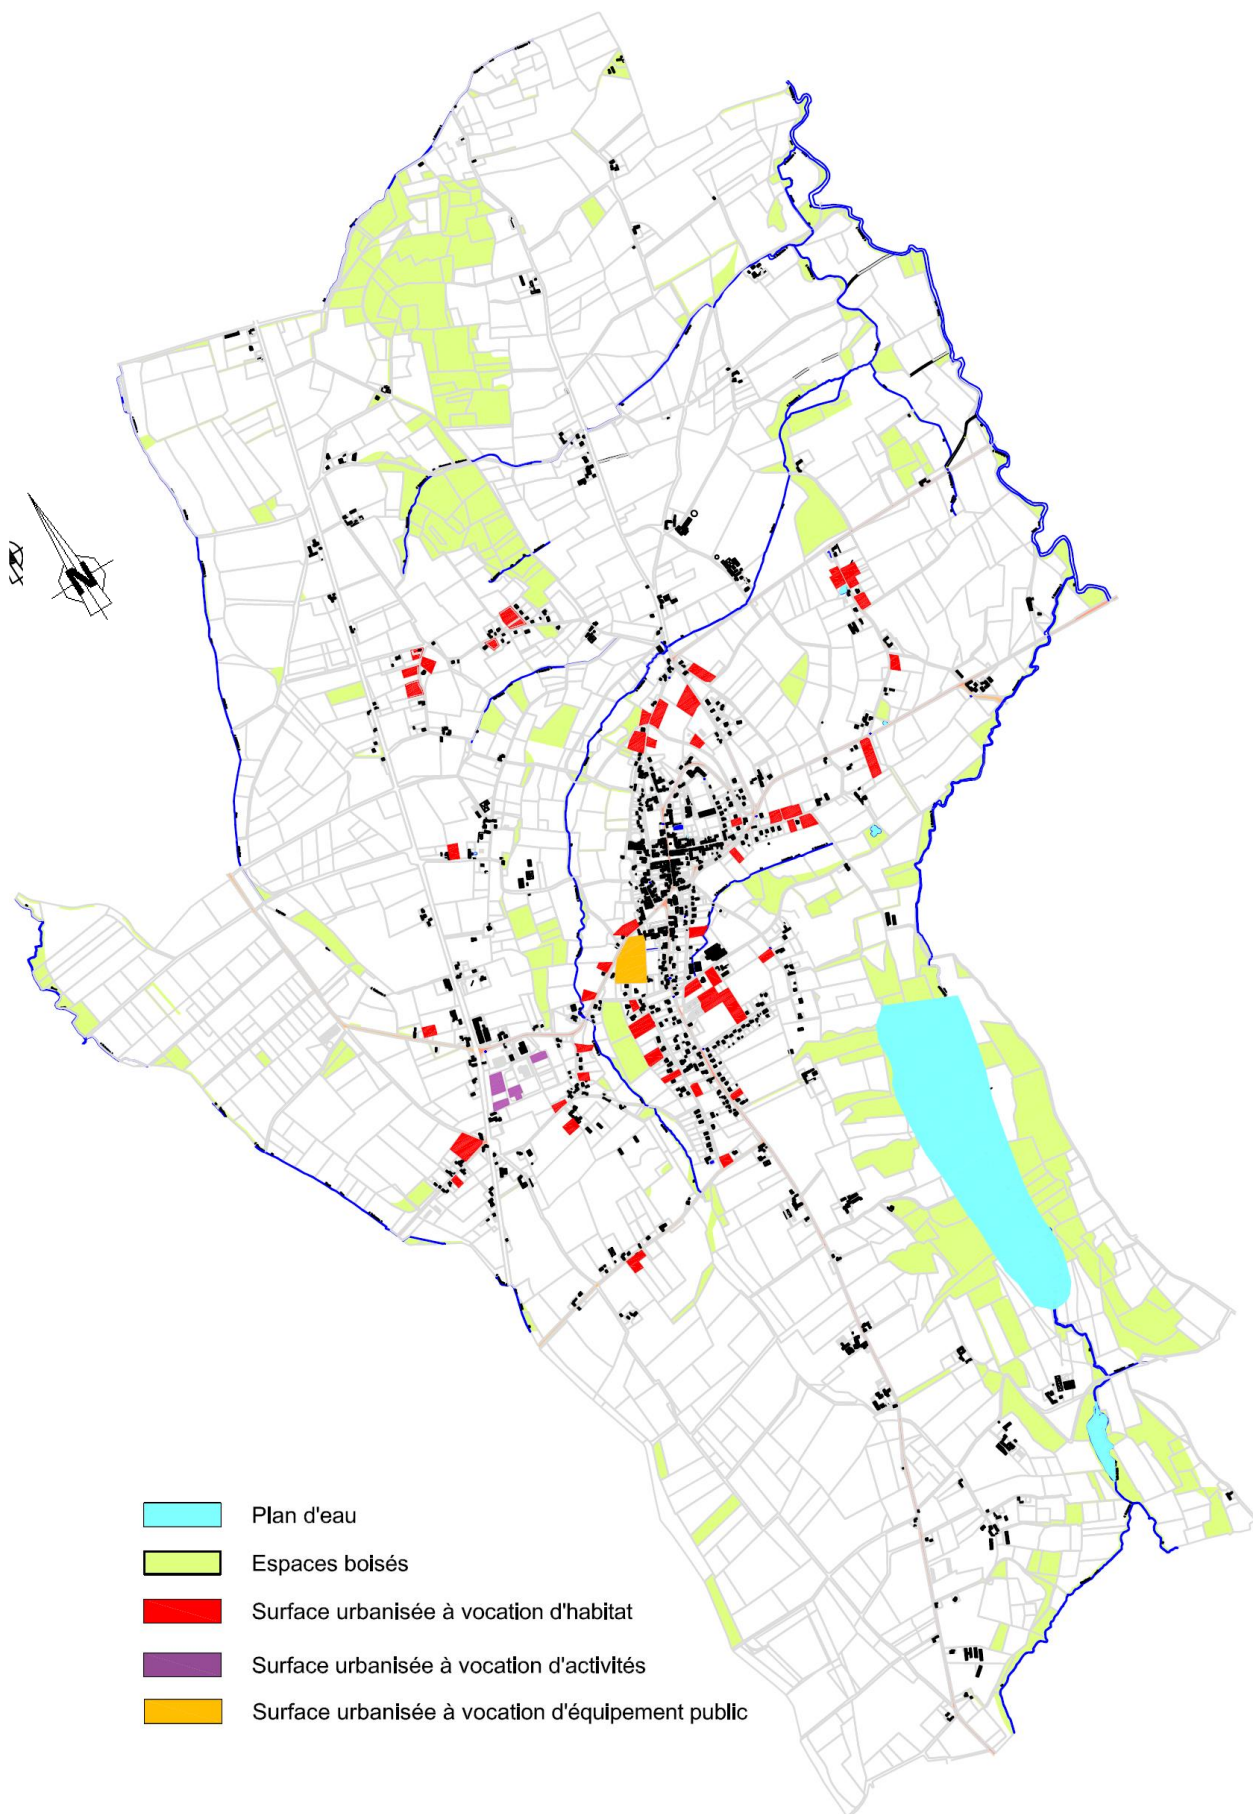 N
Plan d'eau
Espaces boisés
Surface urbanisée à vocation d'habitat
Surface urbanisée à vocation d'activités
Surface urbanisée à vocation d'équipement public